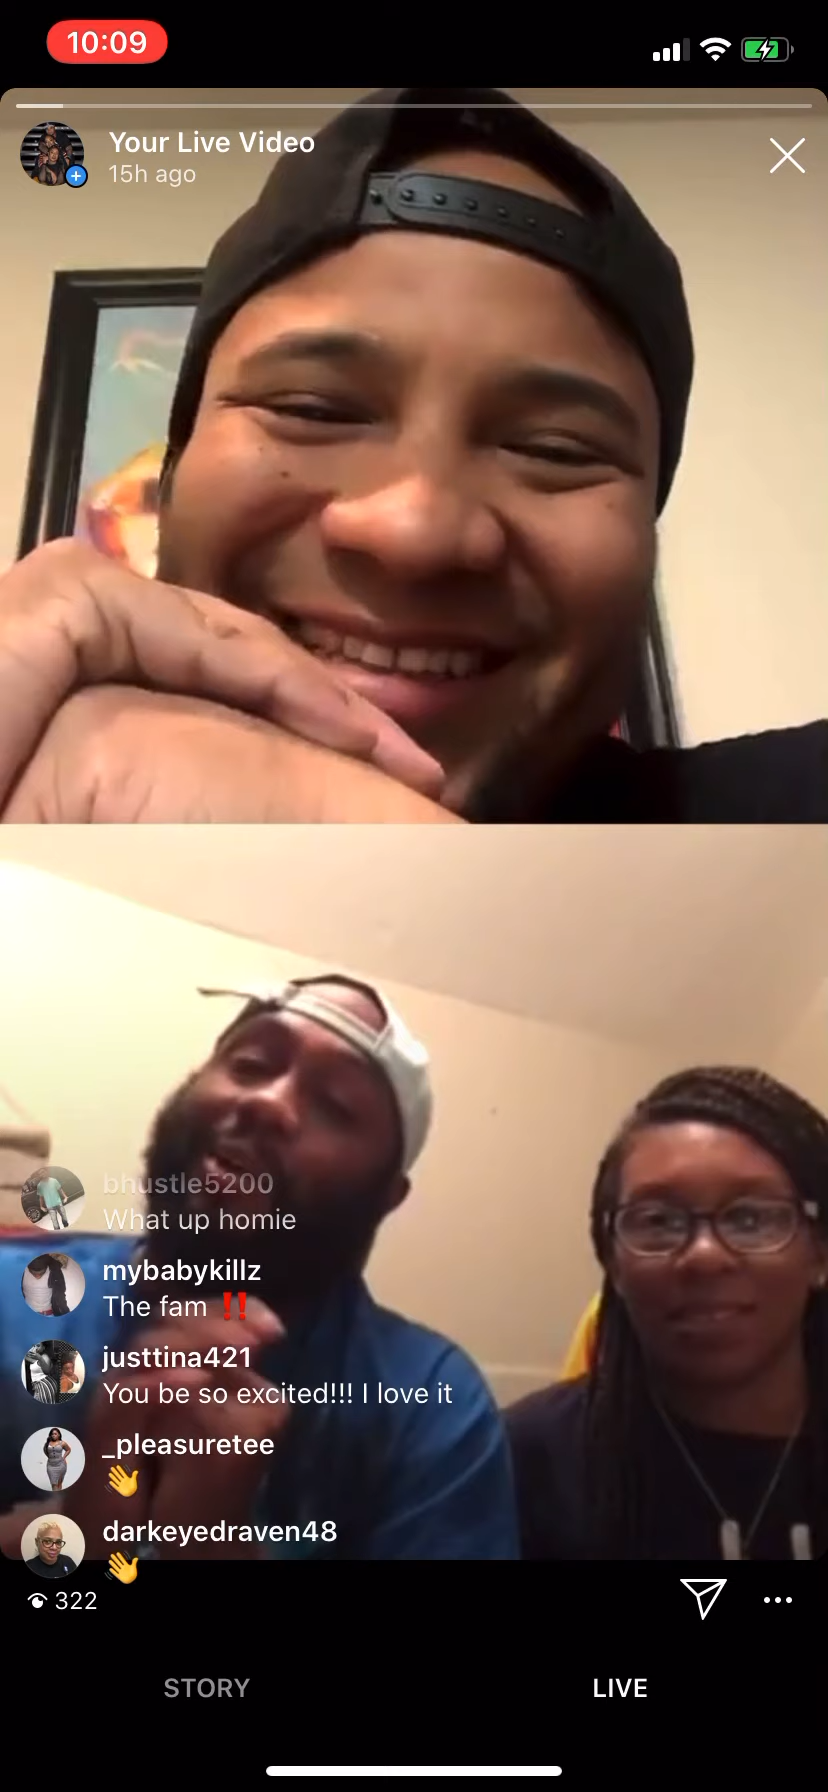 10:09
Your Live Video
15h ago
bhustle5200
What up homie
mybabykillz
The fam ‼️
justtina421
You be so excited!!! I love it
_pleasuretee
👋
darkeyedraven48
👋
322
STORY
LIVE